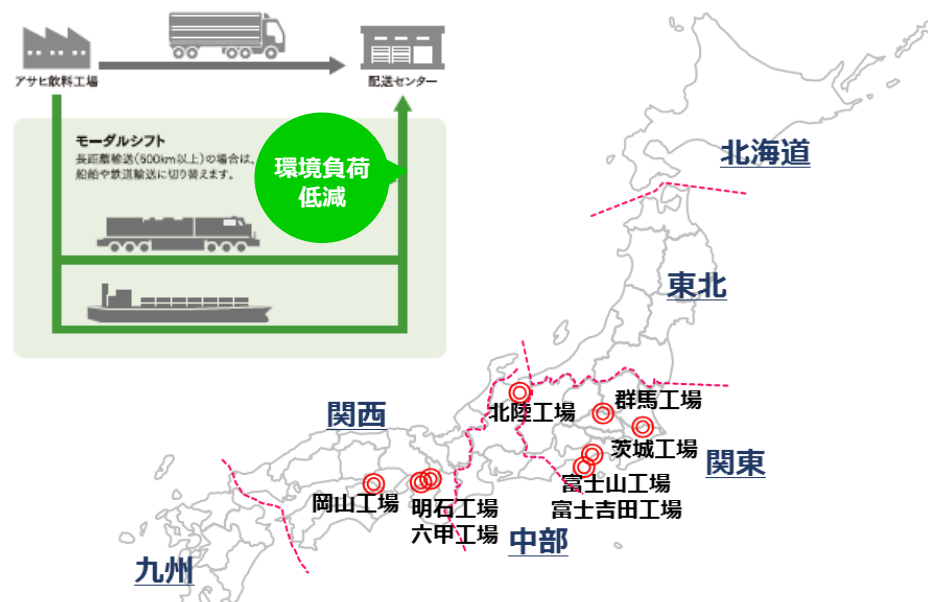 アサヒ飲料工場
配送センター
モーダルシフト
長距離輸送(500km以上)の場合は、
船舶や鉄道輸送に切り替えます。
環境負荷
低減
北海道
東北
北陸工場
群馬工場
茨城工場
関東
富士山工場
富士吉田工場
関西
岡山工場
明石工場
六甲工場
中部
九州